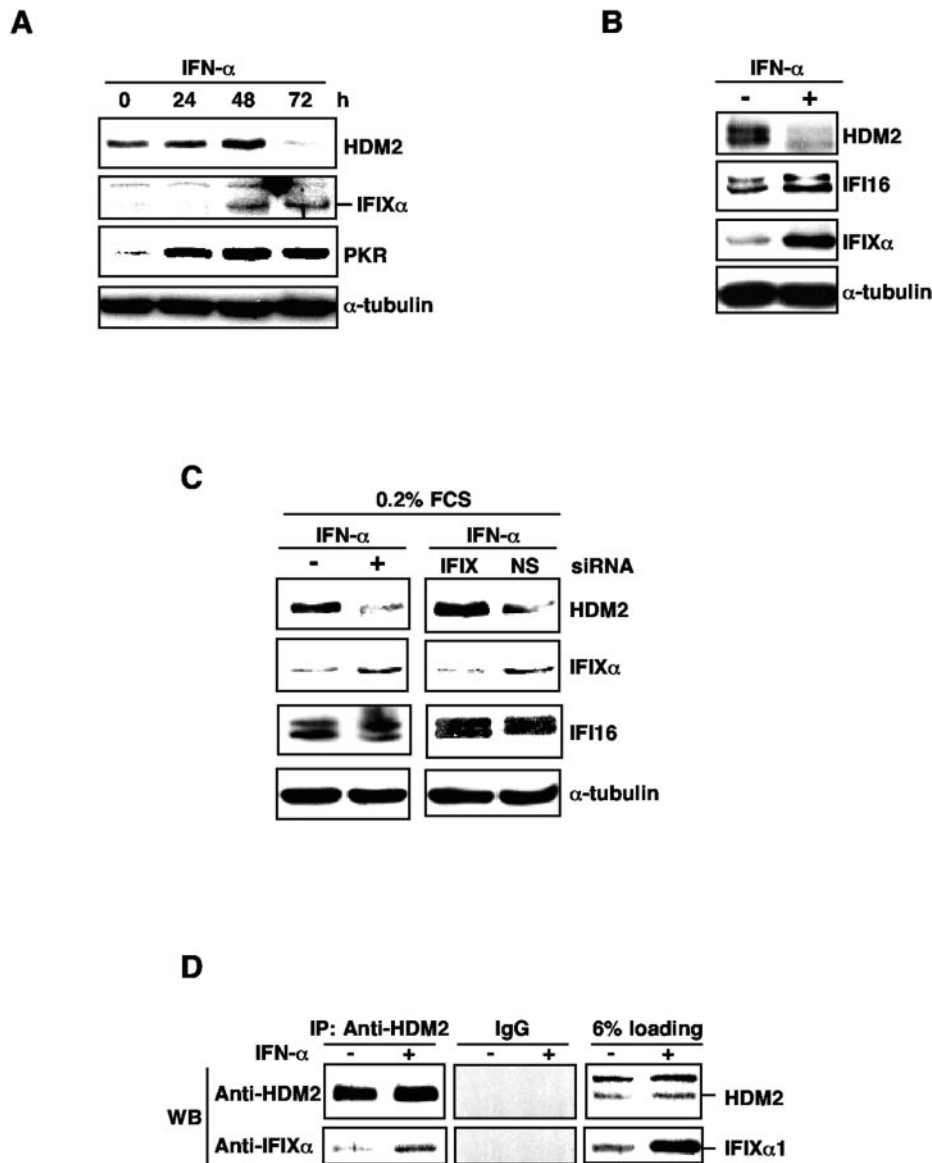 A
IFN-α
0 24 48 72 h
HDM2
IFIXα
PKR
α-tubulin
B
IFN-α
- +
HDM2
IFI16
IFIXα
α-tubulin
C
0.2% FCS
IFN-α IFN-α
- + IFIX NS siRNA
HDM2
IFIXα
IFI16
α-tubulin
D
IP: Anti-HDM2 IgG 6% loading
IFN-α - + - + - +
WB
Anti-HDM2 HDM2
Anti-IFIXα IFIXα1